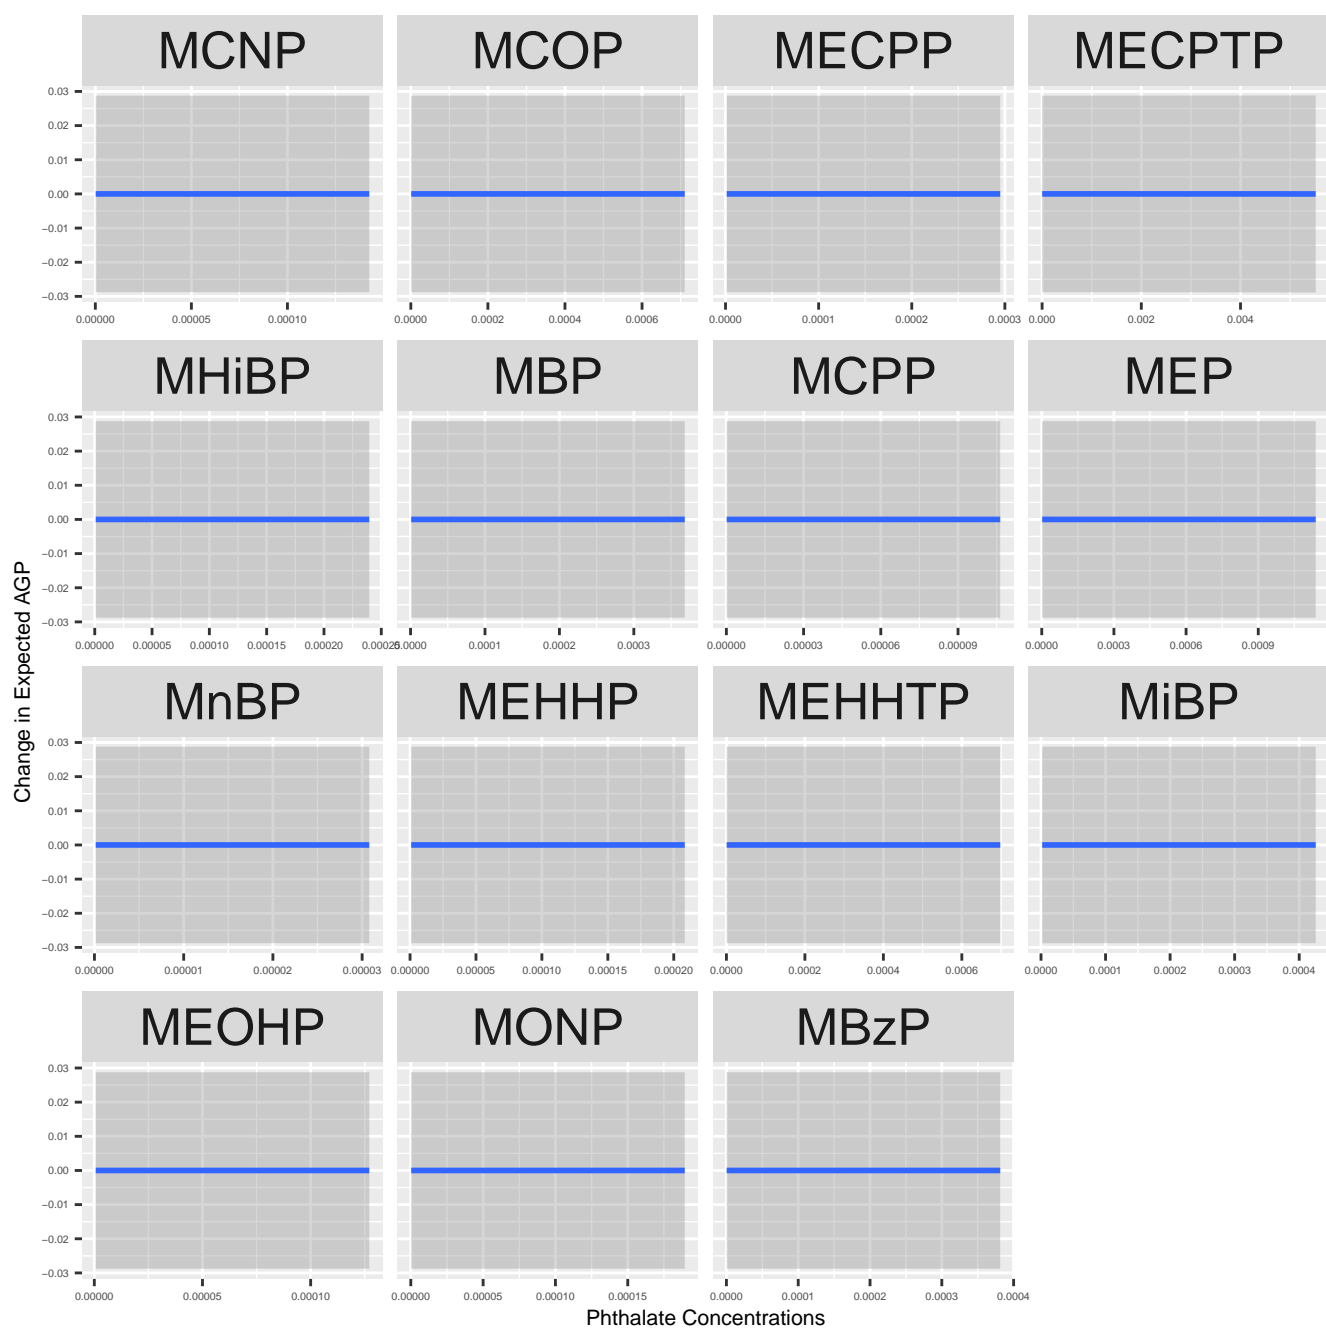 MCNP MCOP MECPP MECPTP
0.03
0.02
0.01
0.00
−0.01
−0.02
−0.03
0.00000 0.00005 0.00010 0.0000 0.0002 0.0004 0.0006 0.0000 0.0001 0.0002 0.0003 0.000 0.002 0.004
MHiBP MBP MCPP MEP
0.03
0.02
0.01
0.00
−0.01
−0.02
−0.03
0.00000 0.00005 0.00010 0.00015 0.00020 0.00025 0.0000 0.0001 0.0002 0.0003 0.00000 0.00003 0.00006 0.00009 0.0000 0.0003 0.0006 0.0009
Change in Expected AGP
MnBP MEHHP MEHHTP MiBP
0.03
0.02
0.01
0.00
−0.01
−0.02
−0.03
0.00000 0.00001 0.00002 0.00003 0.00000 0.00005 0.00010 0.00015 0.00020 0.0000 0.0002 0.0004 0.0006 0.0000 0.0001 0.0002 0.0003 0.0004
MEOHP MONP MBzP
0.03
0.02
0.01
0.00
−0.01
−0.02
−0.03
0.00000 0.00005 0.00010 0.00000 0.00005 0.00010 0.00015 0.0000 0.0001 0.0002 0.0003 0.0004
Phthalate Concentrations